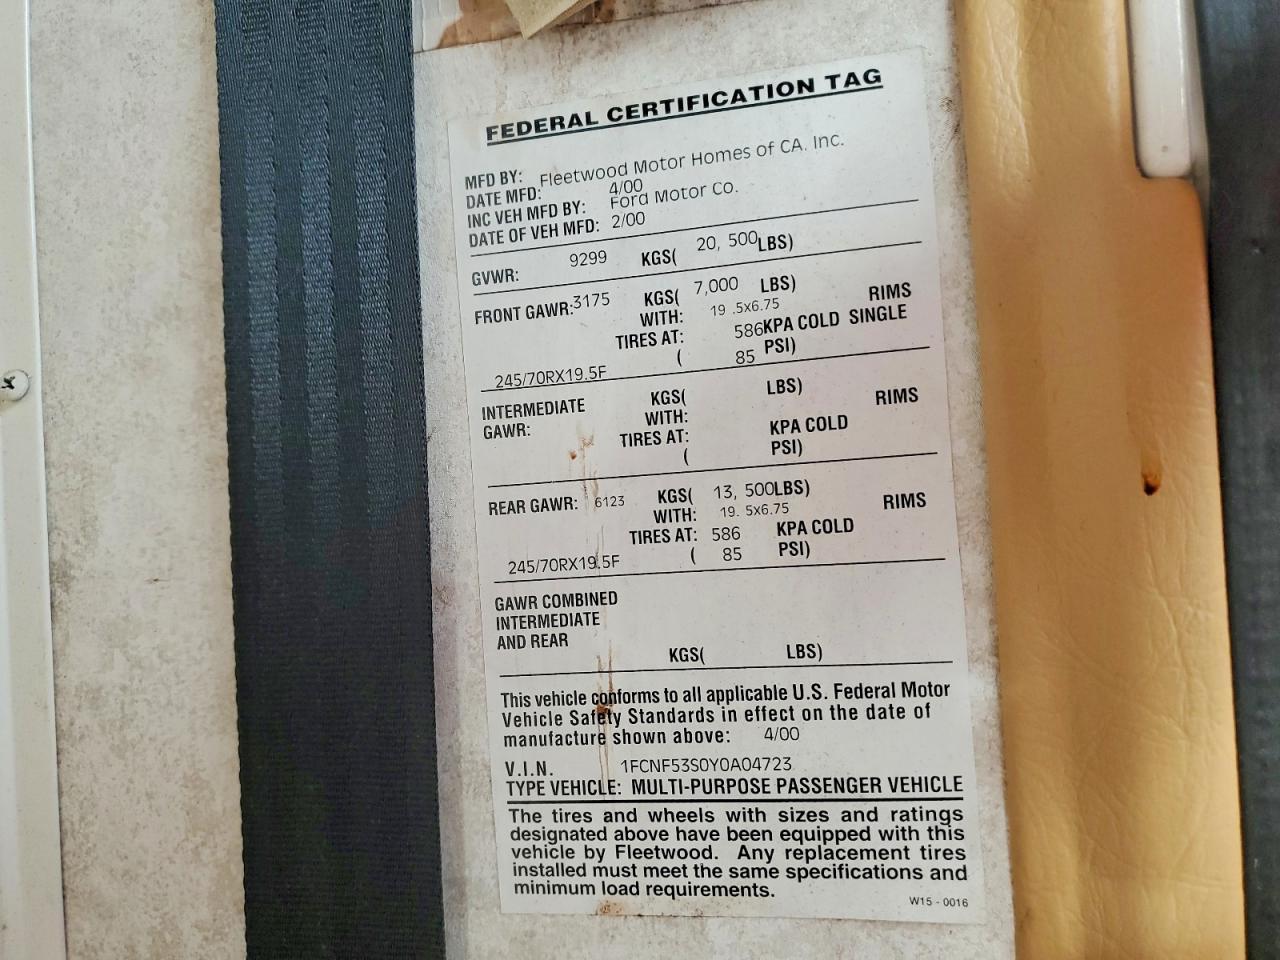 FEDERAL CERTIFICATION TAG
MFD BY: Fleetwood Motor Homes of CA. Inc.
DATE MFD: 4/00
INC VEH MFD BY: Ford Motor Co.
DATE OF VEH MFD: 2/00
GVWR: 9299 KGS( 20, 500LBS)
FRONT GAWR:3175 KGS( 7,000 LBS)
WITH: 19 .5x6.75 RIMS
TIRES AT: 586KPA COLD SINGLE
245/70RX19.5F ( 85 PSI)
INTERMEDIATE KGS( LBS)
GAWR: WITH: RIMS
TIRES AT: KPA COLD
( PSI)
REAR GAWR: 6123 KGS( 13, 500LBS)
WITH: 19. 5x6.75 RIMS
TIRES AT: 586 KPA COLD
245/70RX19.5F ( 85 PSI)
GAWR COMBINED
INTERMEDIATE
AND REAR
KGS( LBS)
This vehicle conforms to all applicable U.S. Federal Motor
Vehicle Safety Standards in effect on the date of
manufacture shown above: 4/00
V.I.N. 1FCNF53S0Y0A04723
TYPE VEHICLE: MULTI-PURPOSE PASSENGER VEHICLE
The tires and wheels with sizes and ratings
designated above have been equipped with this
vehicle by Fleetwood. Any replacement tires
installed must meet the same specifications and
minimum load requirements.
W15 - 0016